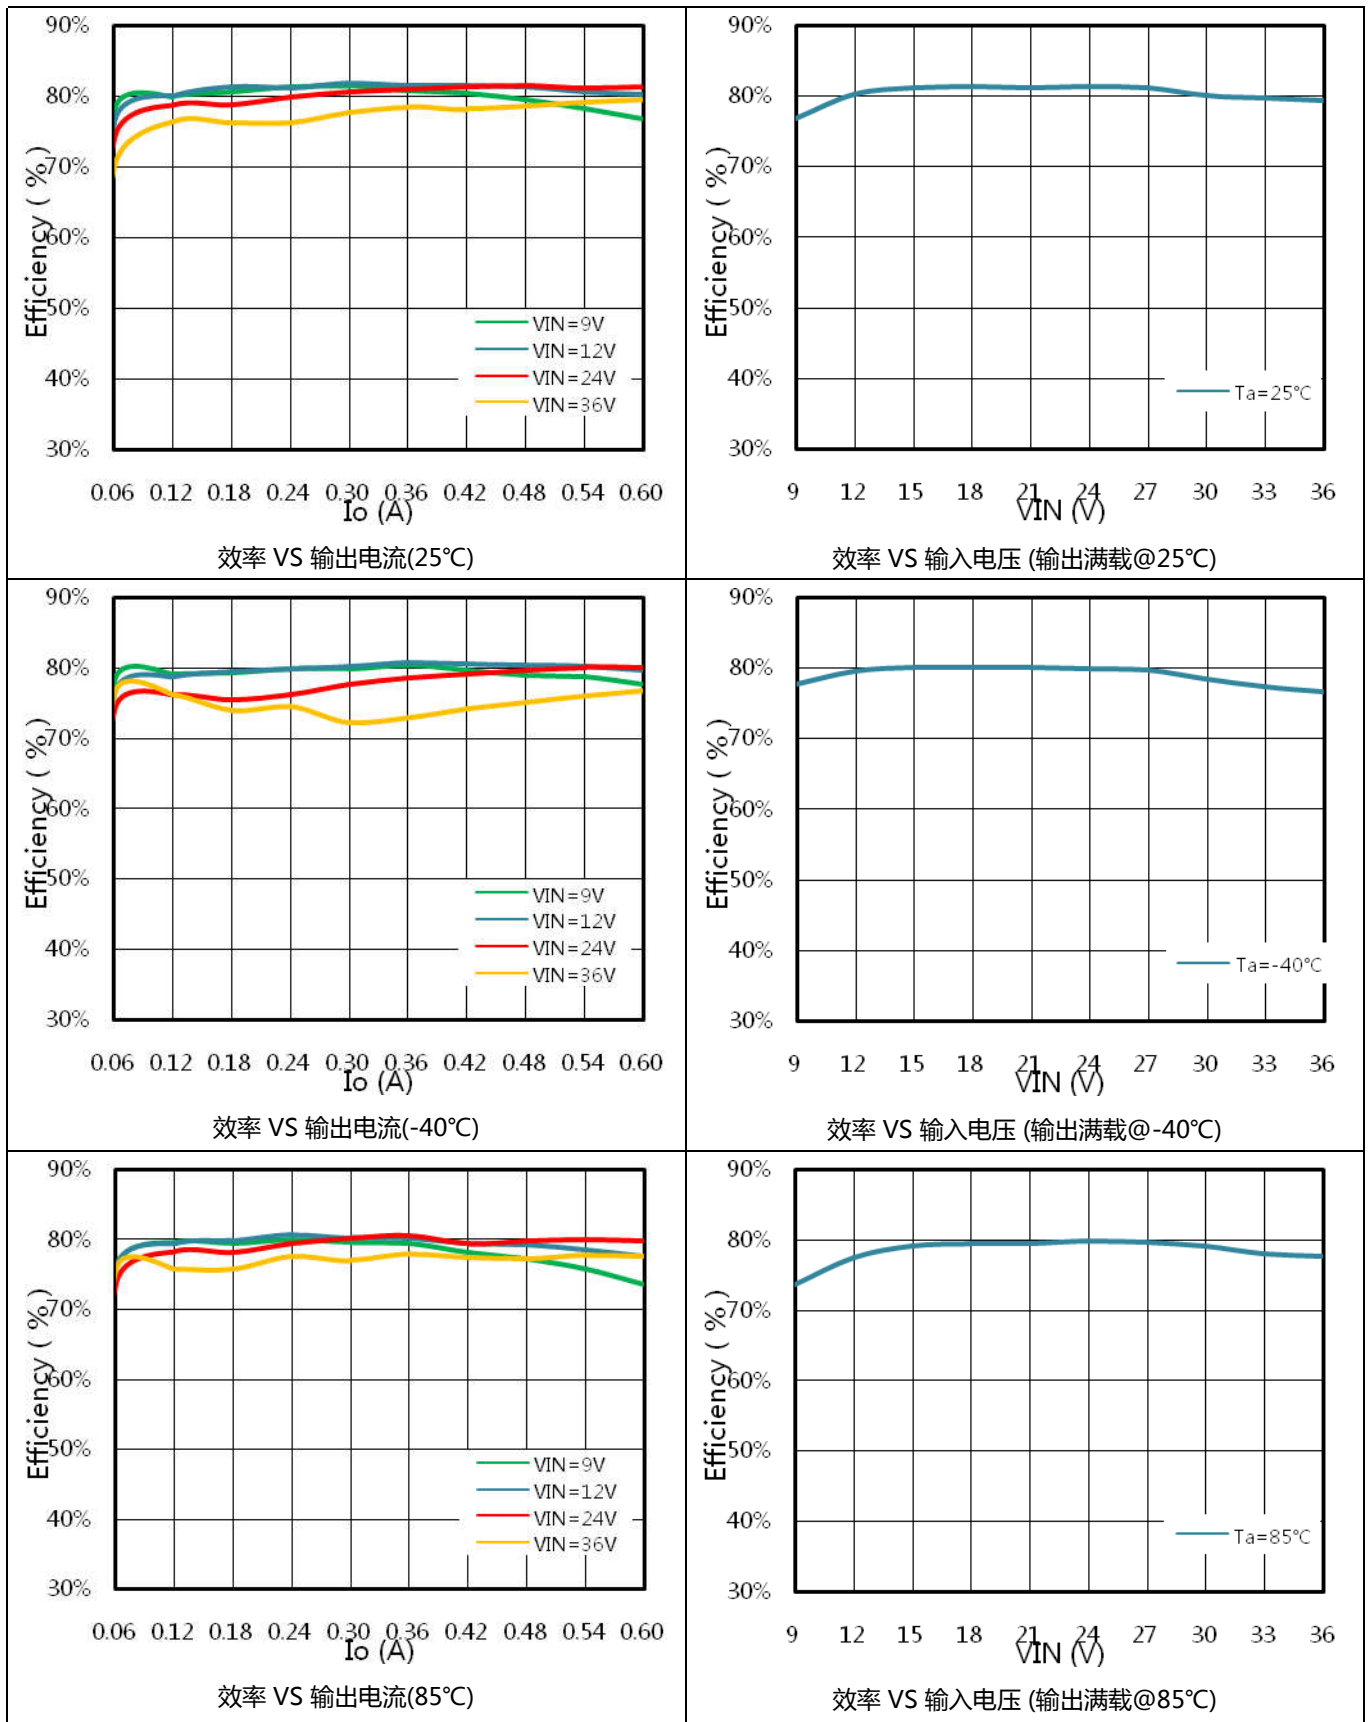 90%
80%
70%
60%
50%
40%
30%
Efficiency ( % )
VIN=9V
VIN=12V
VIN=24V
VIN=36V
0.06 0.12 0.18 0.24 0.30 0.36 0.42 0.48 0.54 0.60
Io (A)
效率 VS 输出电流(25℃)
90%
80%
70%
60%
50%
40%
30%
Efficiency ( % )
Ta=25℃
9 12 15 18 21 24 27 30 33 36
VIN (V)
效率 VS 输入电压 (输出满载@25℃)
90%
80%
70%
60%
50%
40%
30%
Efficiency ( % )
VIN=9V
VIN=12V
VIN=24V
VIN=36V
0.06 0.12 0.18 0.24 0.30 0.36 0.42 0.48 0.54 0.60
Io (A)
效率 VS 输出电流(-40℃)
90%
80%
70%
60%
50%
40%
30%
Efficiency ( % )
Ta=-40℃
9 12 15 18 21 24 27 30 33 36
VIN (V)
效率 VS 输入电压 (输出满载@-40℃)
90%
80%
70%
60%
50%
40%
30%
Efficiency ( % )
VIN=9V
VIN=12V
VIN=24V
VIN=36V
0.06 0.12 0.18 0.24 0.30 0.36 0.42 0.48 0.54 0.60
Io (A)
效率 VS 输出电流(85℃)
90%
80%
70%
60%
50%
40%
30%
Efficiency ( % )
Ta=85℃
9 12 15 18 21 24 27 30 33 36
VIN (V)
效率 VS 输入电压 (输出满载@85℃)